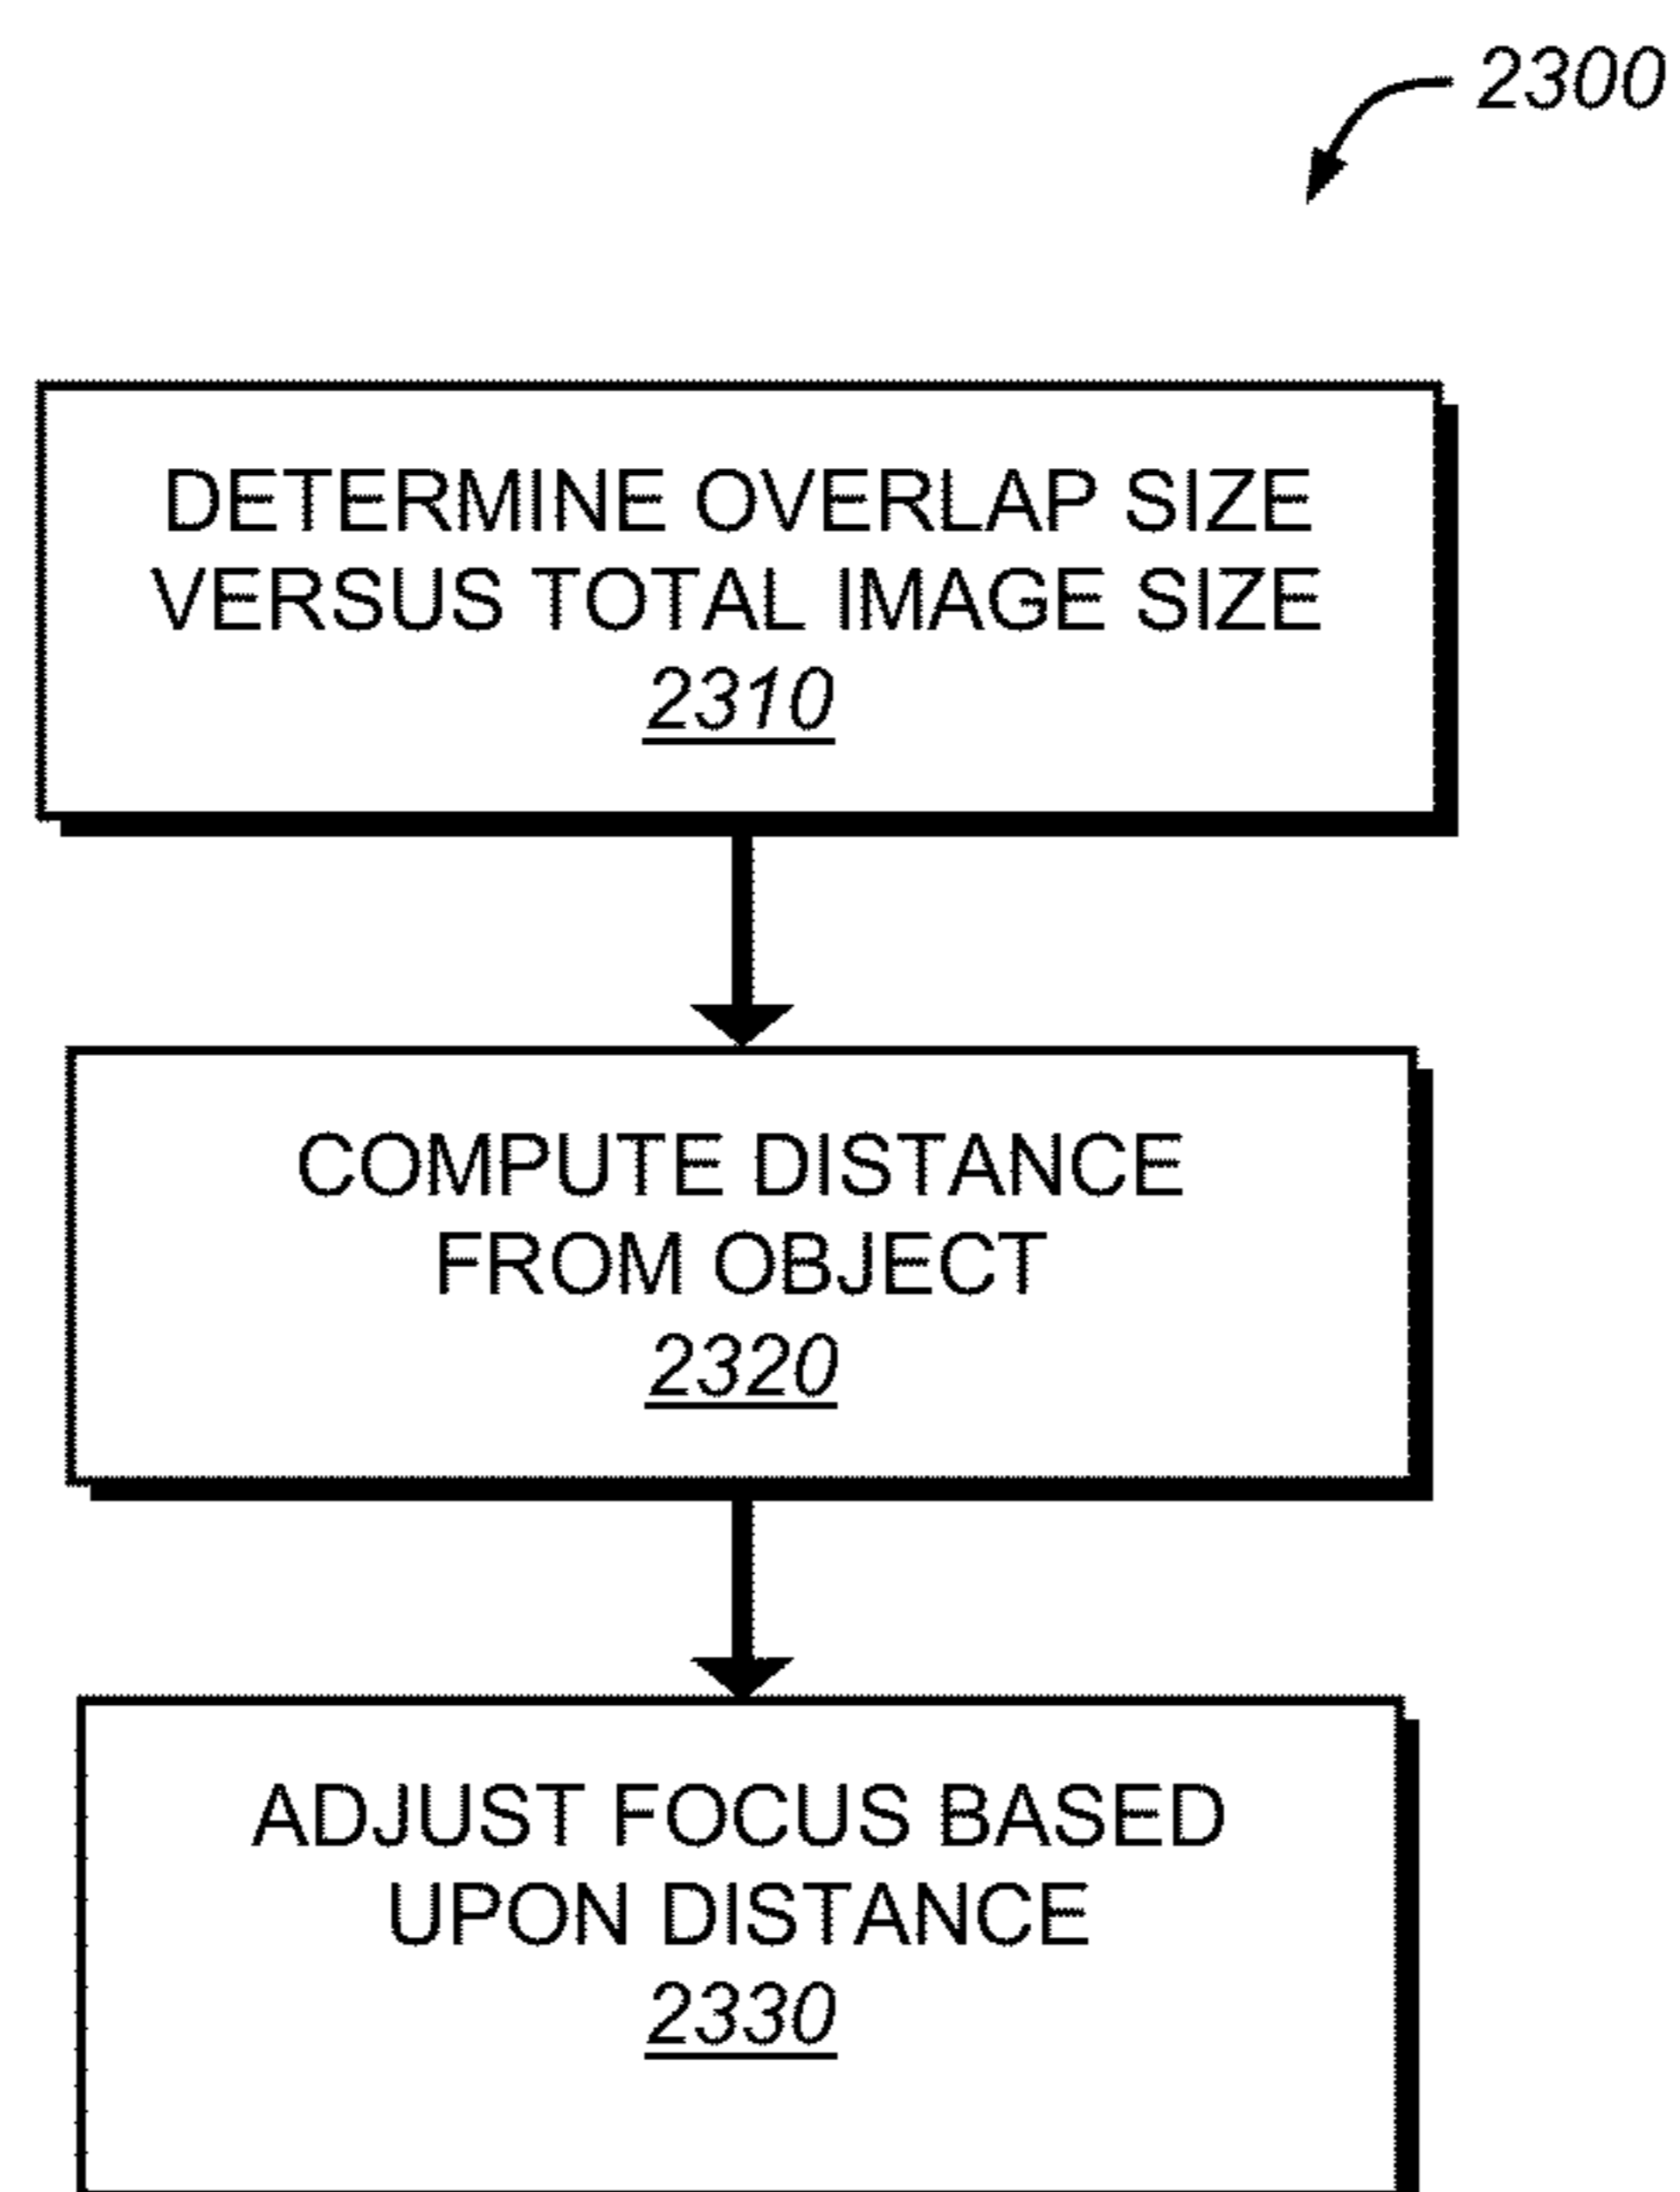 2300
DETERMINE OVERLAP SIZE
VERSUS TOTAL IMAGE SIZE
2310
COMPUTE DISTANCE
FROM OBJECT
2320
ADJUST FOCUS BASED
UPON DISTANCE
2330